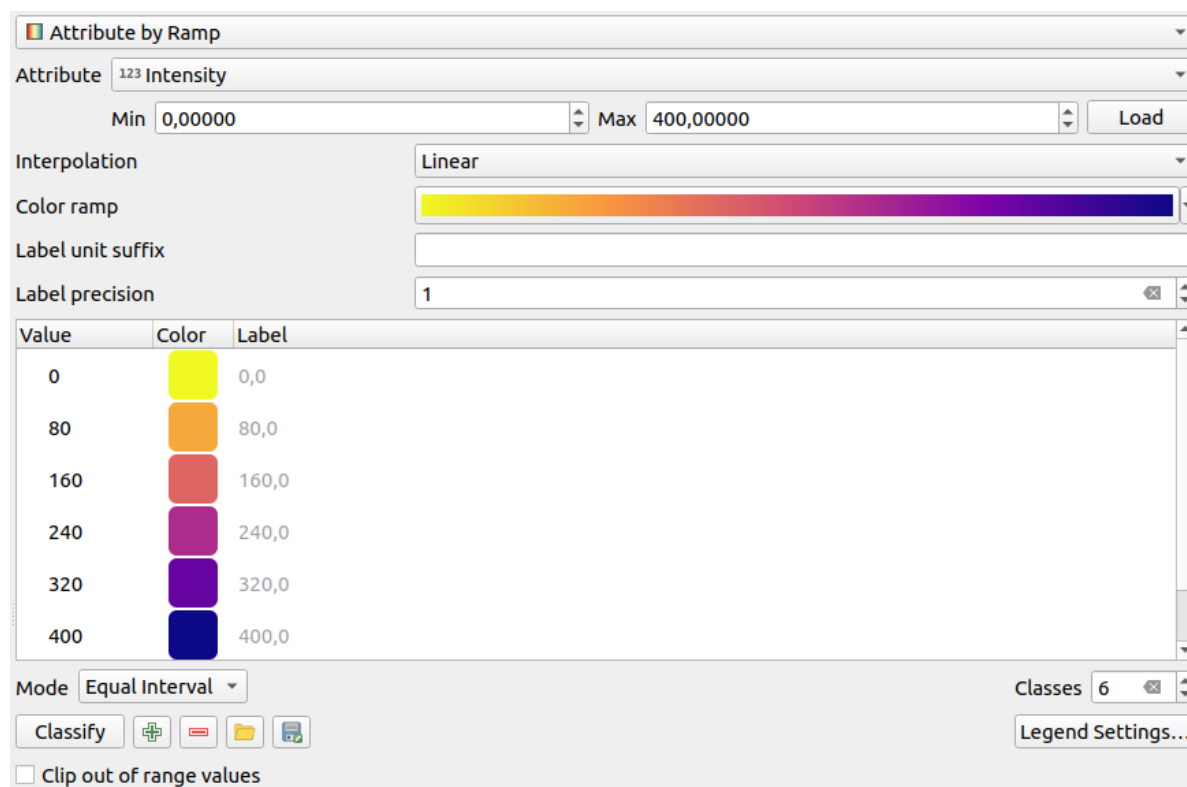 Attribute by Ramp
Attribute 123 Intensity
Min 0,00000 Max 400,00000 Load
Interpolation Linear
Color ramp
Label unit suffix
Label precision 1
Value Color Label
0 0,0
80 80,0
160 160,0
240 240,0
320 320,0
400 400,0
Mode Equal Interval Classes 6
Classify Legend Settings...
Clip out of range values